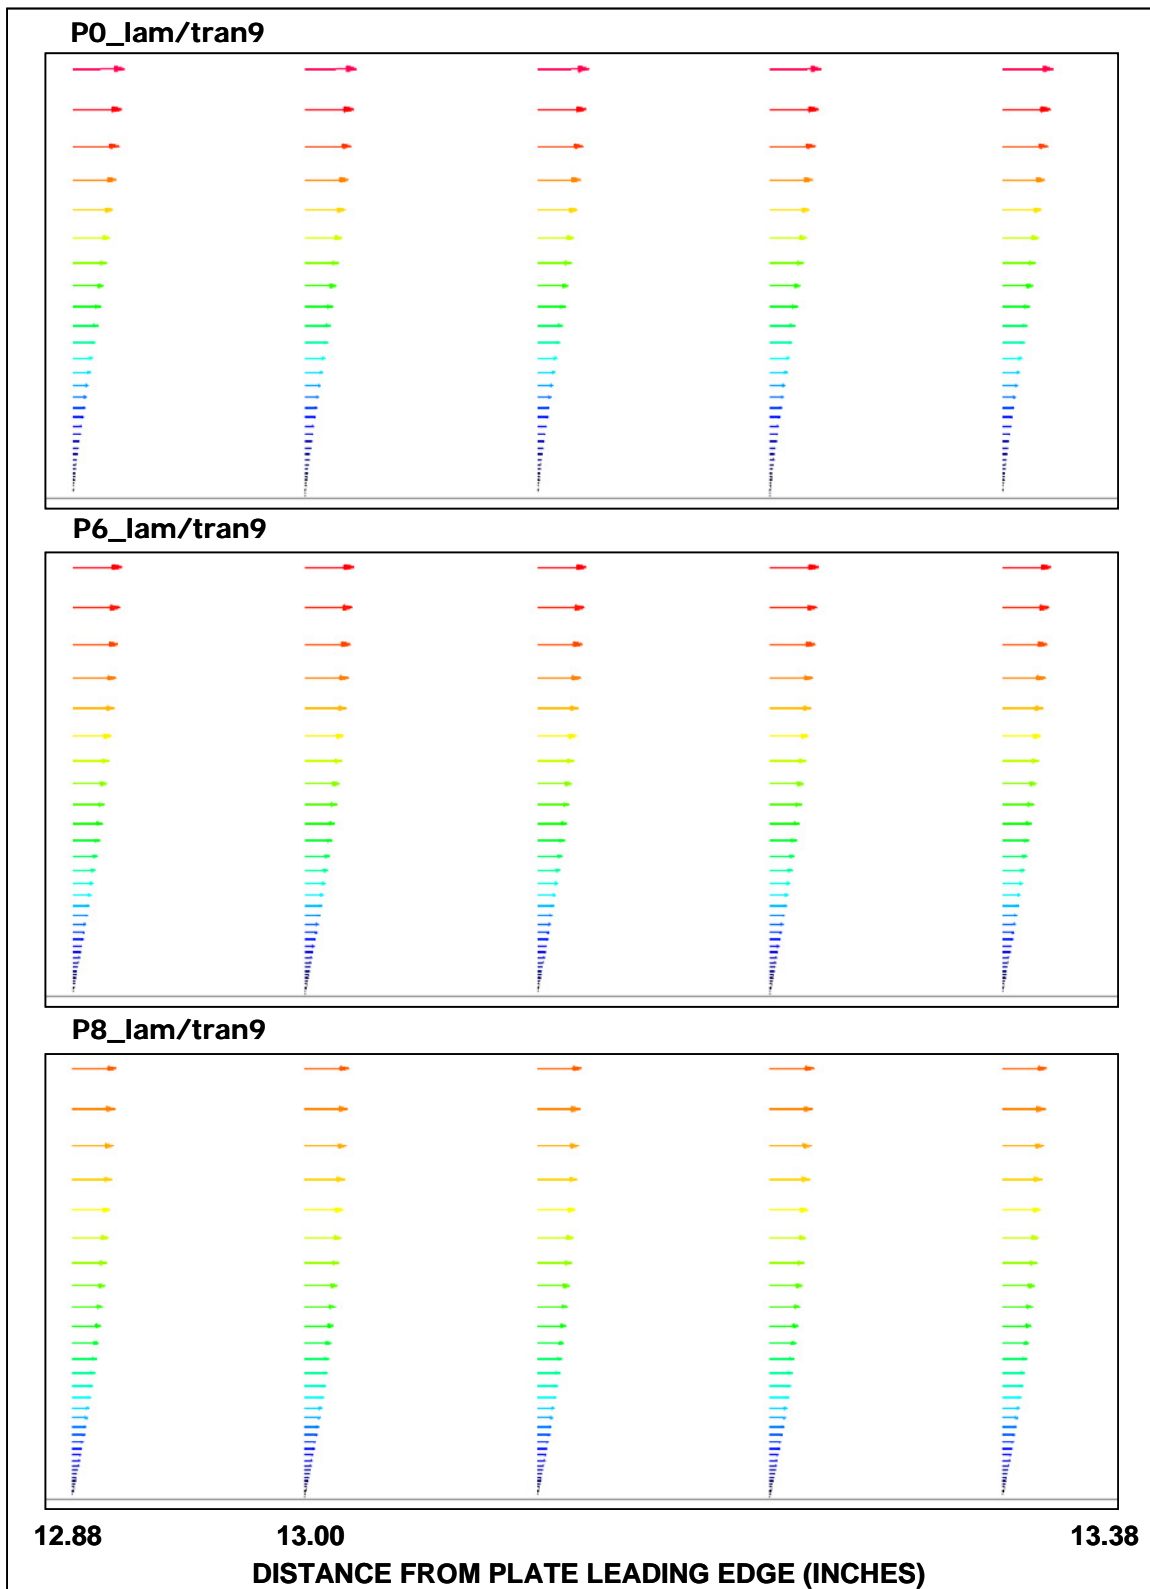 P0_lam/tran9
P6_lam/tran9
P8_lam/tran9
12.88 13.00 13.38
DISTANCE FROM PLATE LEADING EDGE (INCHES)